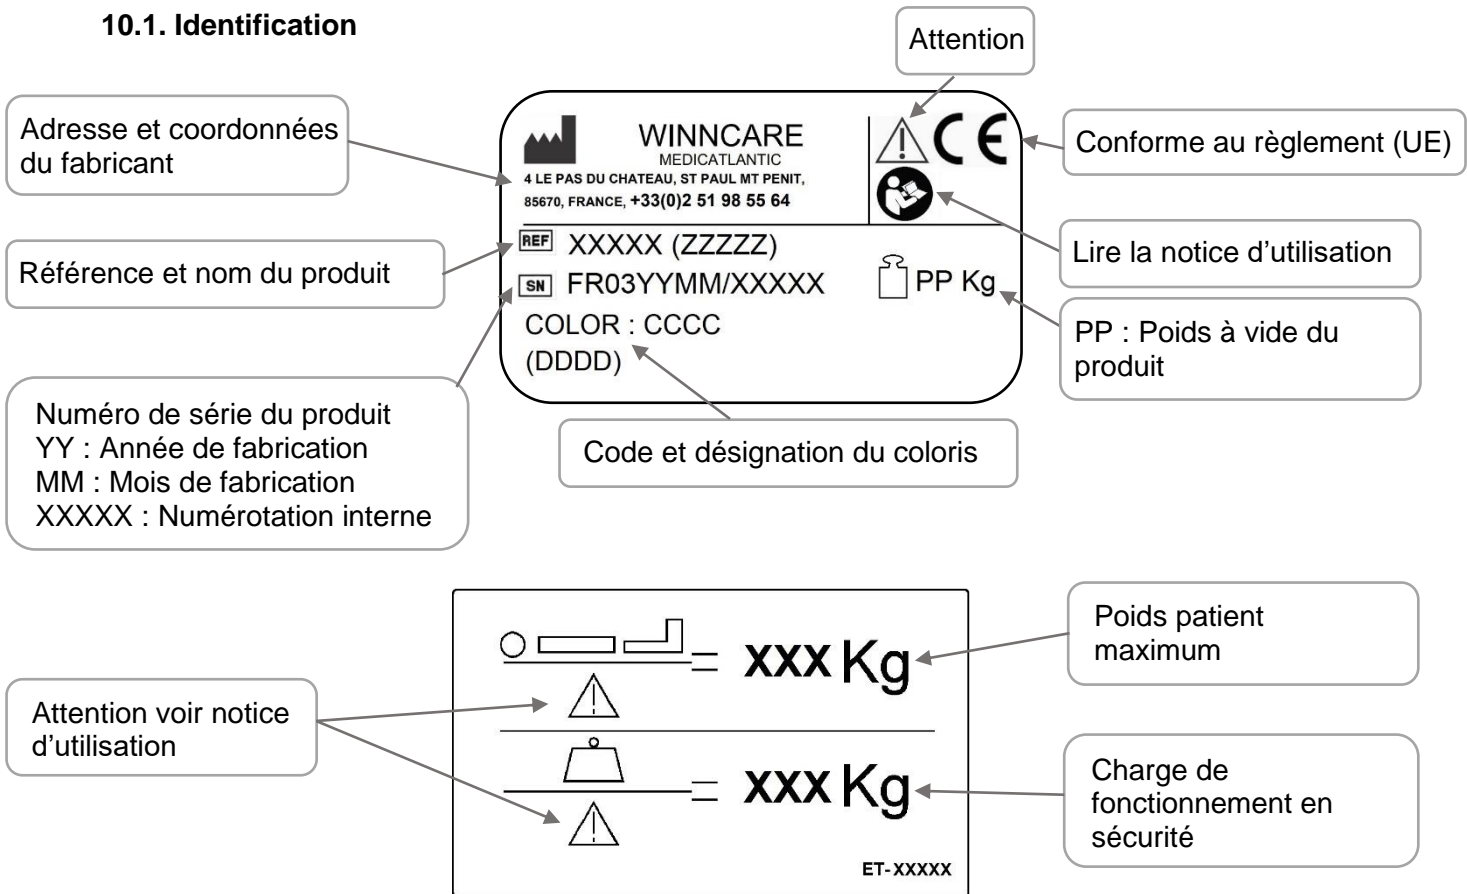 10.1. Identification
Attention
Adresse et coordonnées
du fabricant
WINNCARE
MEDICATLANTIC
4 LE PAS DU CHATEAU, ST PAUL MT PENIT,
85670, FRANCE, +33(0)2 51 98 55 64
CE
Conforme au règlement (UE)
Référence et nom du produit
REF XXXXX (ZZZZZ)
SN FR03YYMM/XXXXX
COLOR : CCCC
(DDDD)
PP Kg
Lire la notice d’utilisation
PP : Poids à vide du
produit
Numéro de série du produit
YY : Année de fabrication
MM : Mois de fabrication
XXXXX : Numérotation interne
Code et désignation du coloris
= xxx Kg
Poids patient
maximum
Attention voir notice
d’utilisation
= xxx Kg
Charge de
fonctionnement en
sécurité
ET-XXXXX